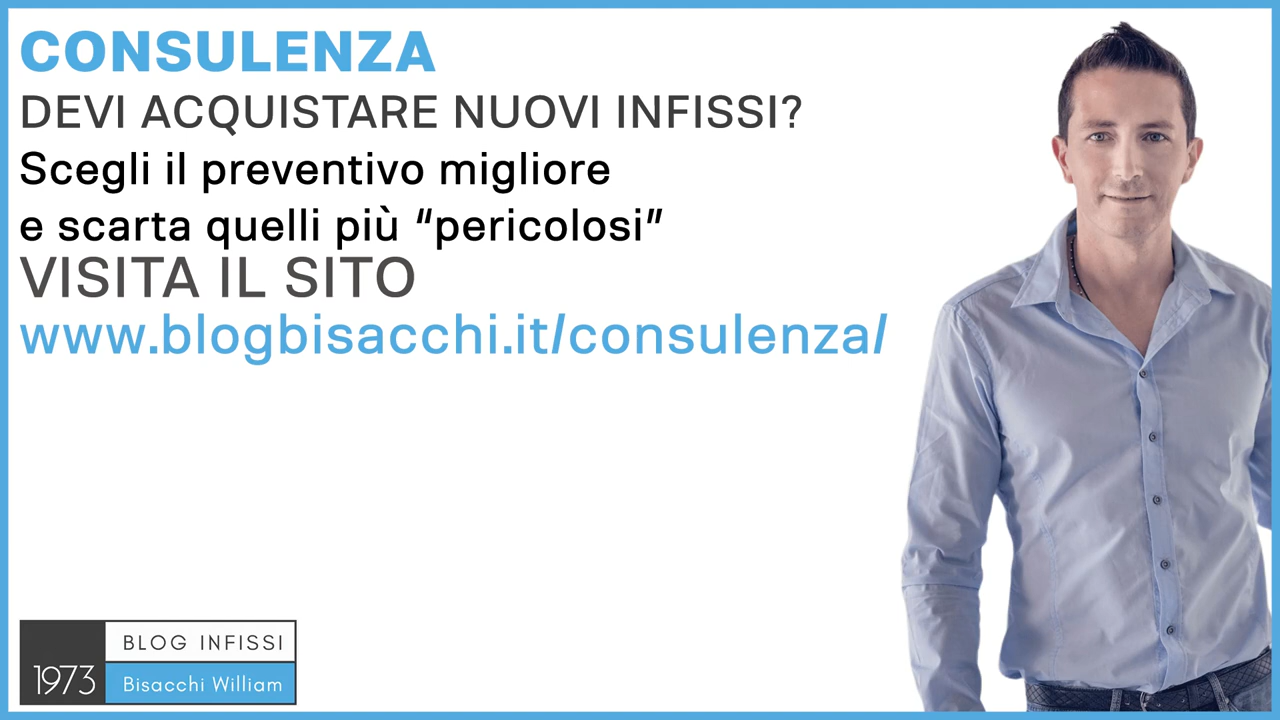 CONSULENZA
DEVI ACQUISTARE NUOVI INFISSI?
Scegli il preventivo migliore
e scarta quelli più “pericolosi”
VISITA IL SITO
www.blogbisacchi.it/consulenza/
1973
BLOG INFISSI
Bisacchi William